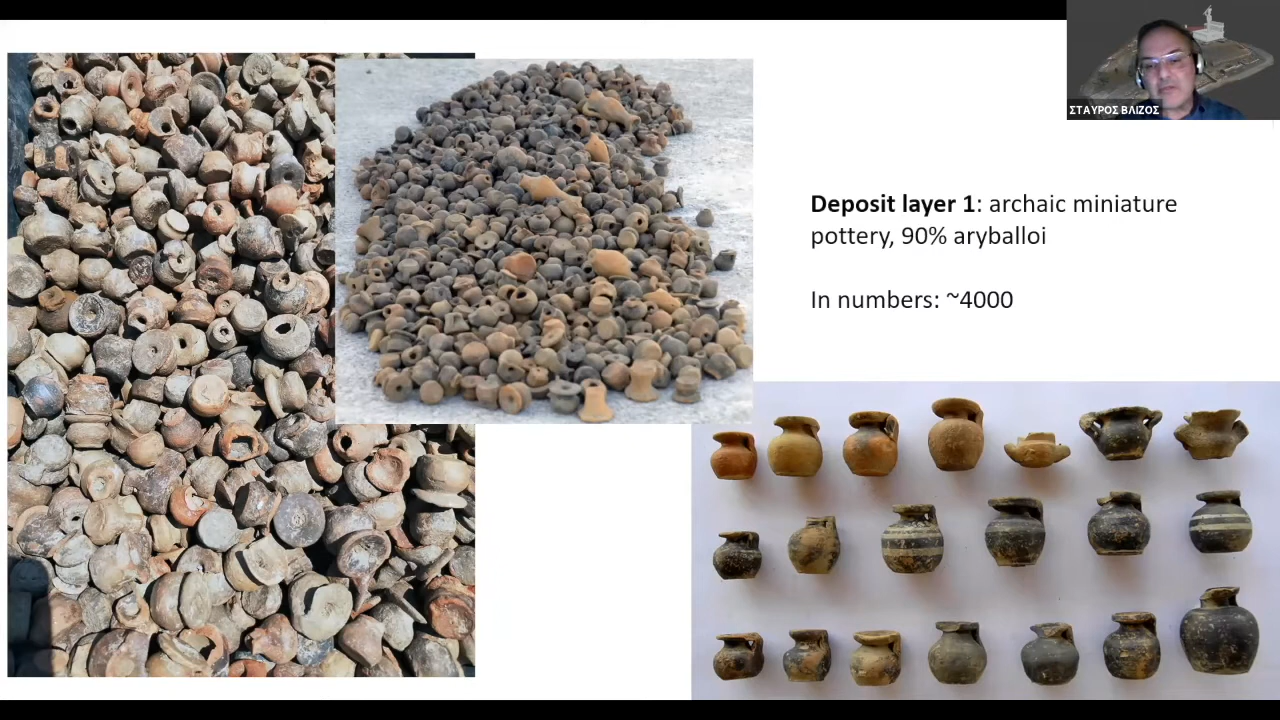 ΣΤΑΥΡΟΣ ΒΛΙΖΟΣ
Deposit layer 1: archaic miniature
pottery, 90% aryballoi
In numbers: ~4000